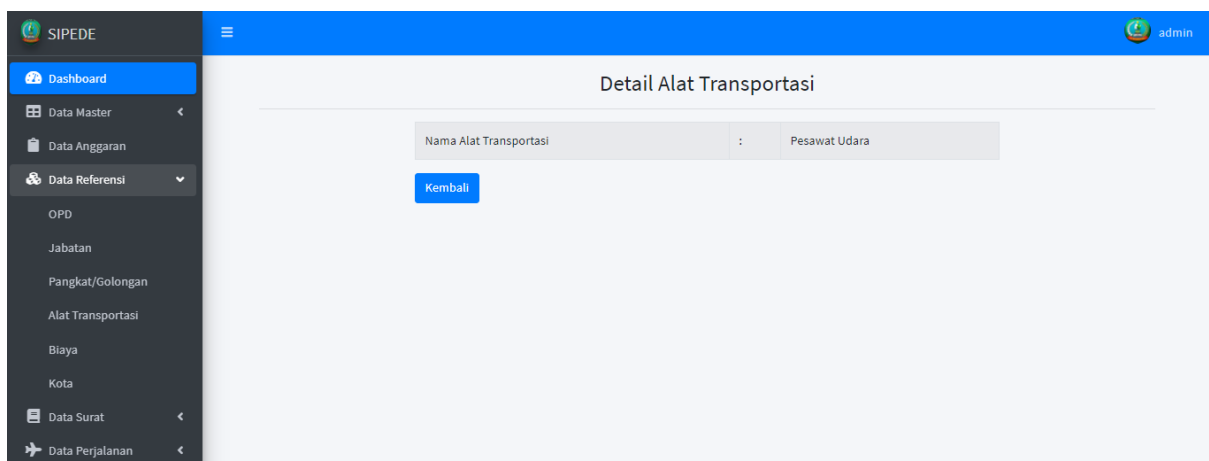 SIPEDE
admin
Dashboard
Data Master
Data Anggaran
Data Referensi
OPD
Jabatan
Pangkat/Golongan
Alat Transportasi
Biaya
Kota
Data Surat
Data Perjalanan
Detail Alat Transportasi
Nama Alat Transportasi : Pesawat Udara
Kembali